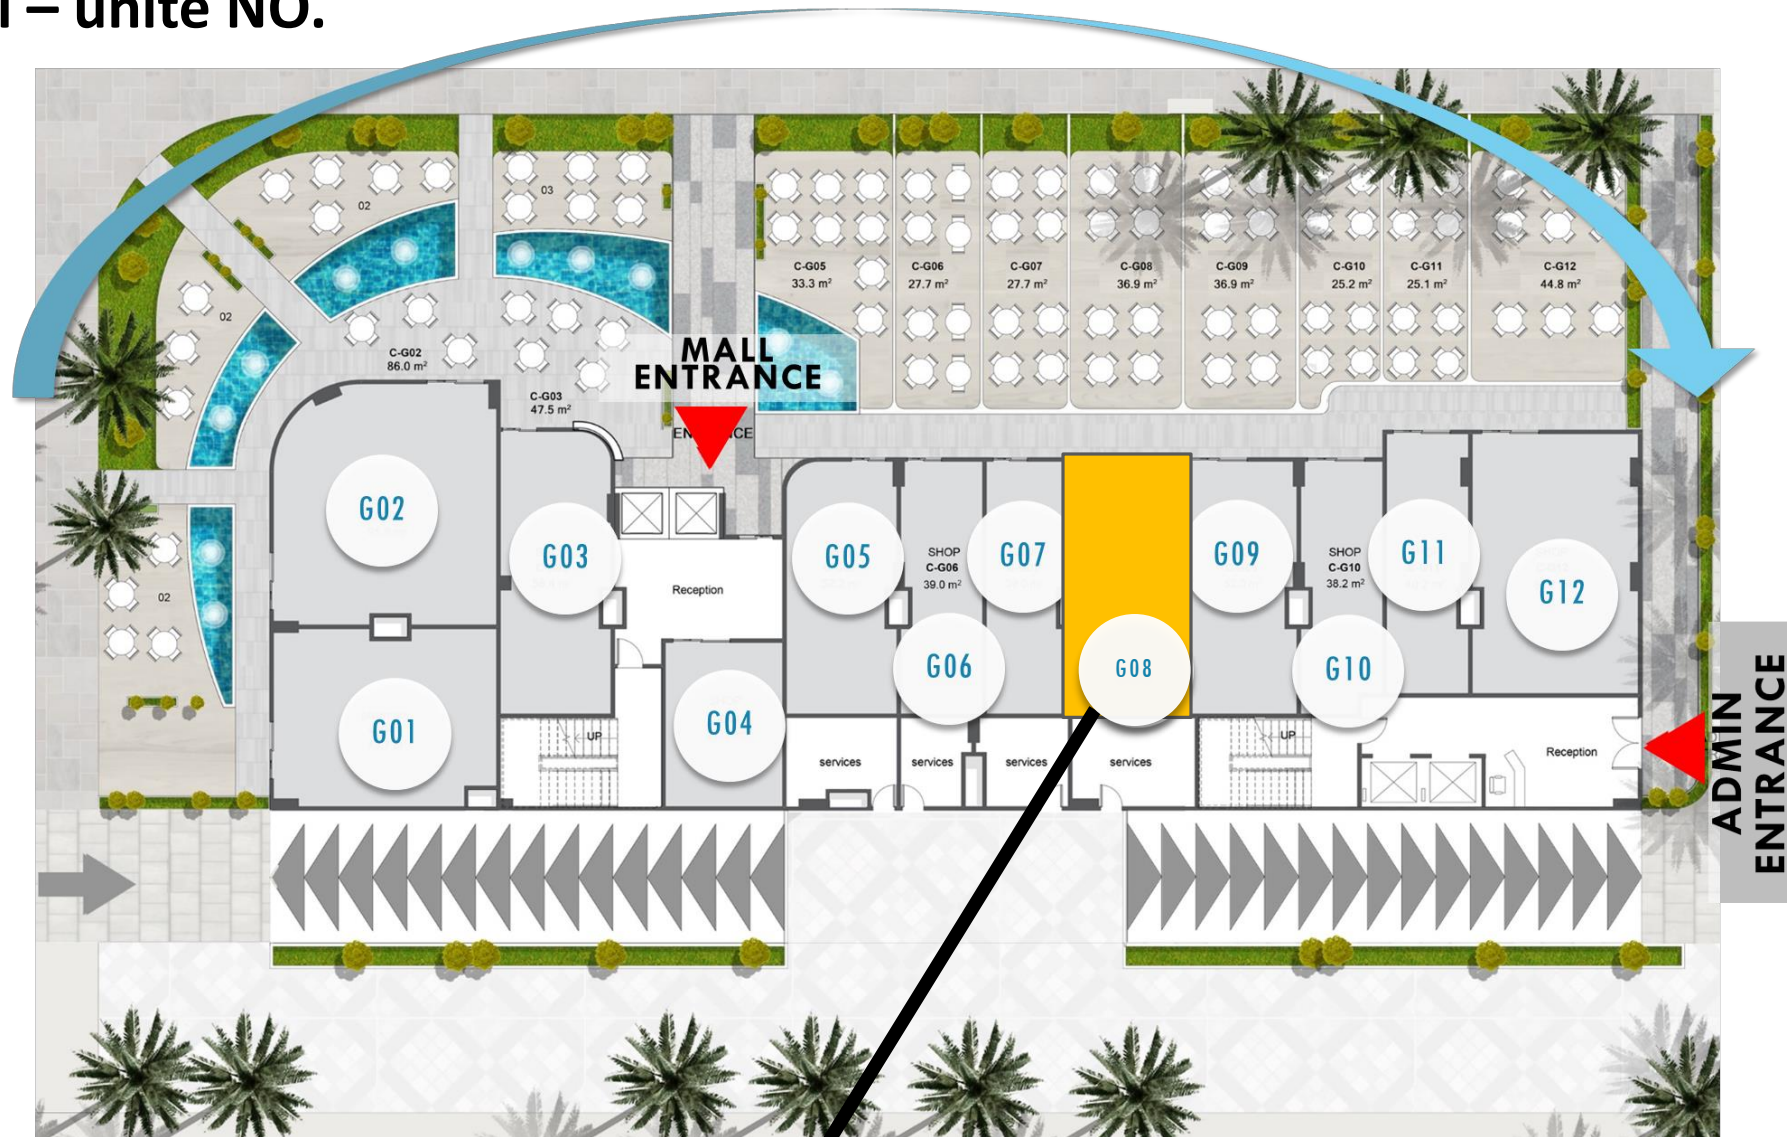 – unite NO.
02
03
02
C-G05
33.3 m²
C-G06
27.7 m²
C-G07
27.7 m²
C-G08
36.9 m²
C-G09
36.9 m²
C-G10
25.2 m²
C-G11
25.1 m²
C-G12
44.8 m²
C-G02
86.0 m²
C-G03
47.5 m²
MALL
ENTRANCE
G02
G03
G05
SHOP
C-G06
39.0 m²
G07
G09
SHOP
C-G10
38.2 m²
G11
G12
Reception
02
G06
G08
G10
G01
G04
UP
services
services
services
services
UP
Reception
ADMIN
ENTRANCE